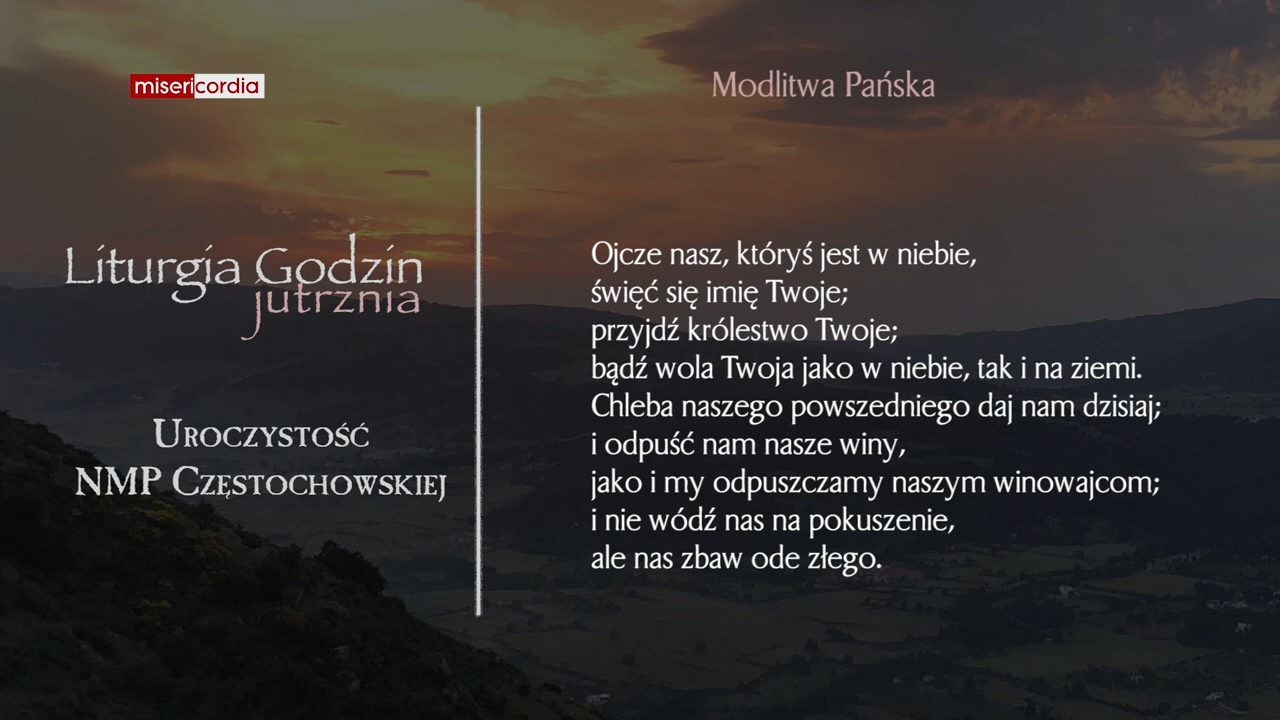 misericordia
Modlitwa Pańska
Liturgia Godzin
jutrznia
Uroczystość
NMP Częstochowskiej
Ojcze nasz, któryś jest w niebie,
święć się imię Twoje;
przyjdź królestwo Twoje;
bądź wola Twoja jako w niebie, tak i na ziemi.
Chleba naszego powszedniego daj nam dzisiaj;
i odpuść nam nasze winy,
jako i my odpuszczamy naszym winowajcom;
i nie wódź nas na pokuszenie,
ale nas zbaw ode złego.